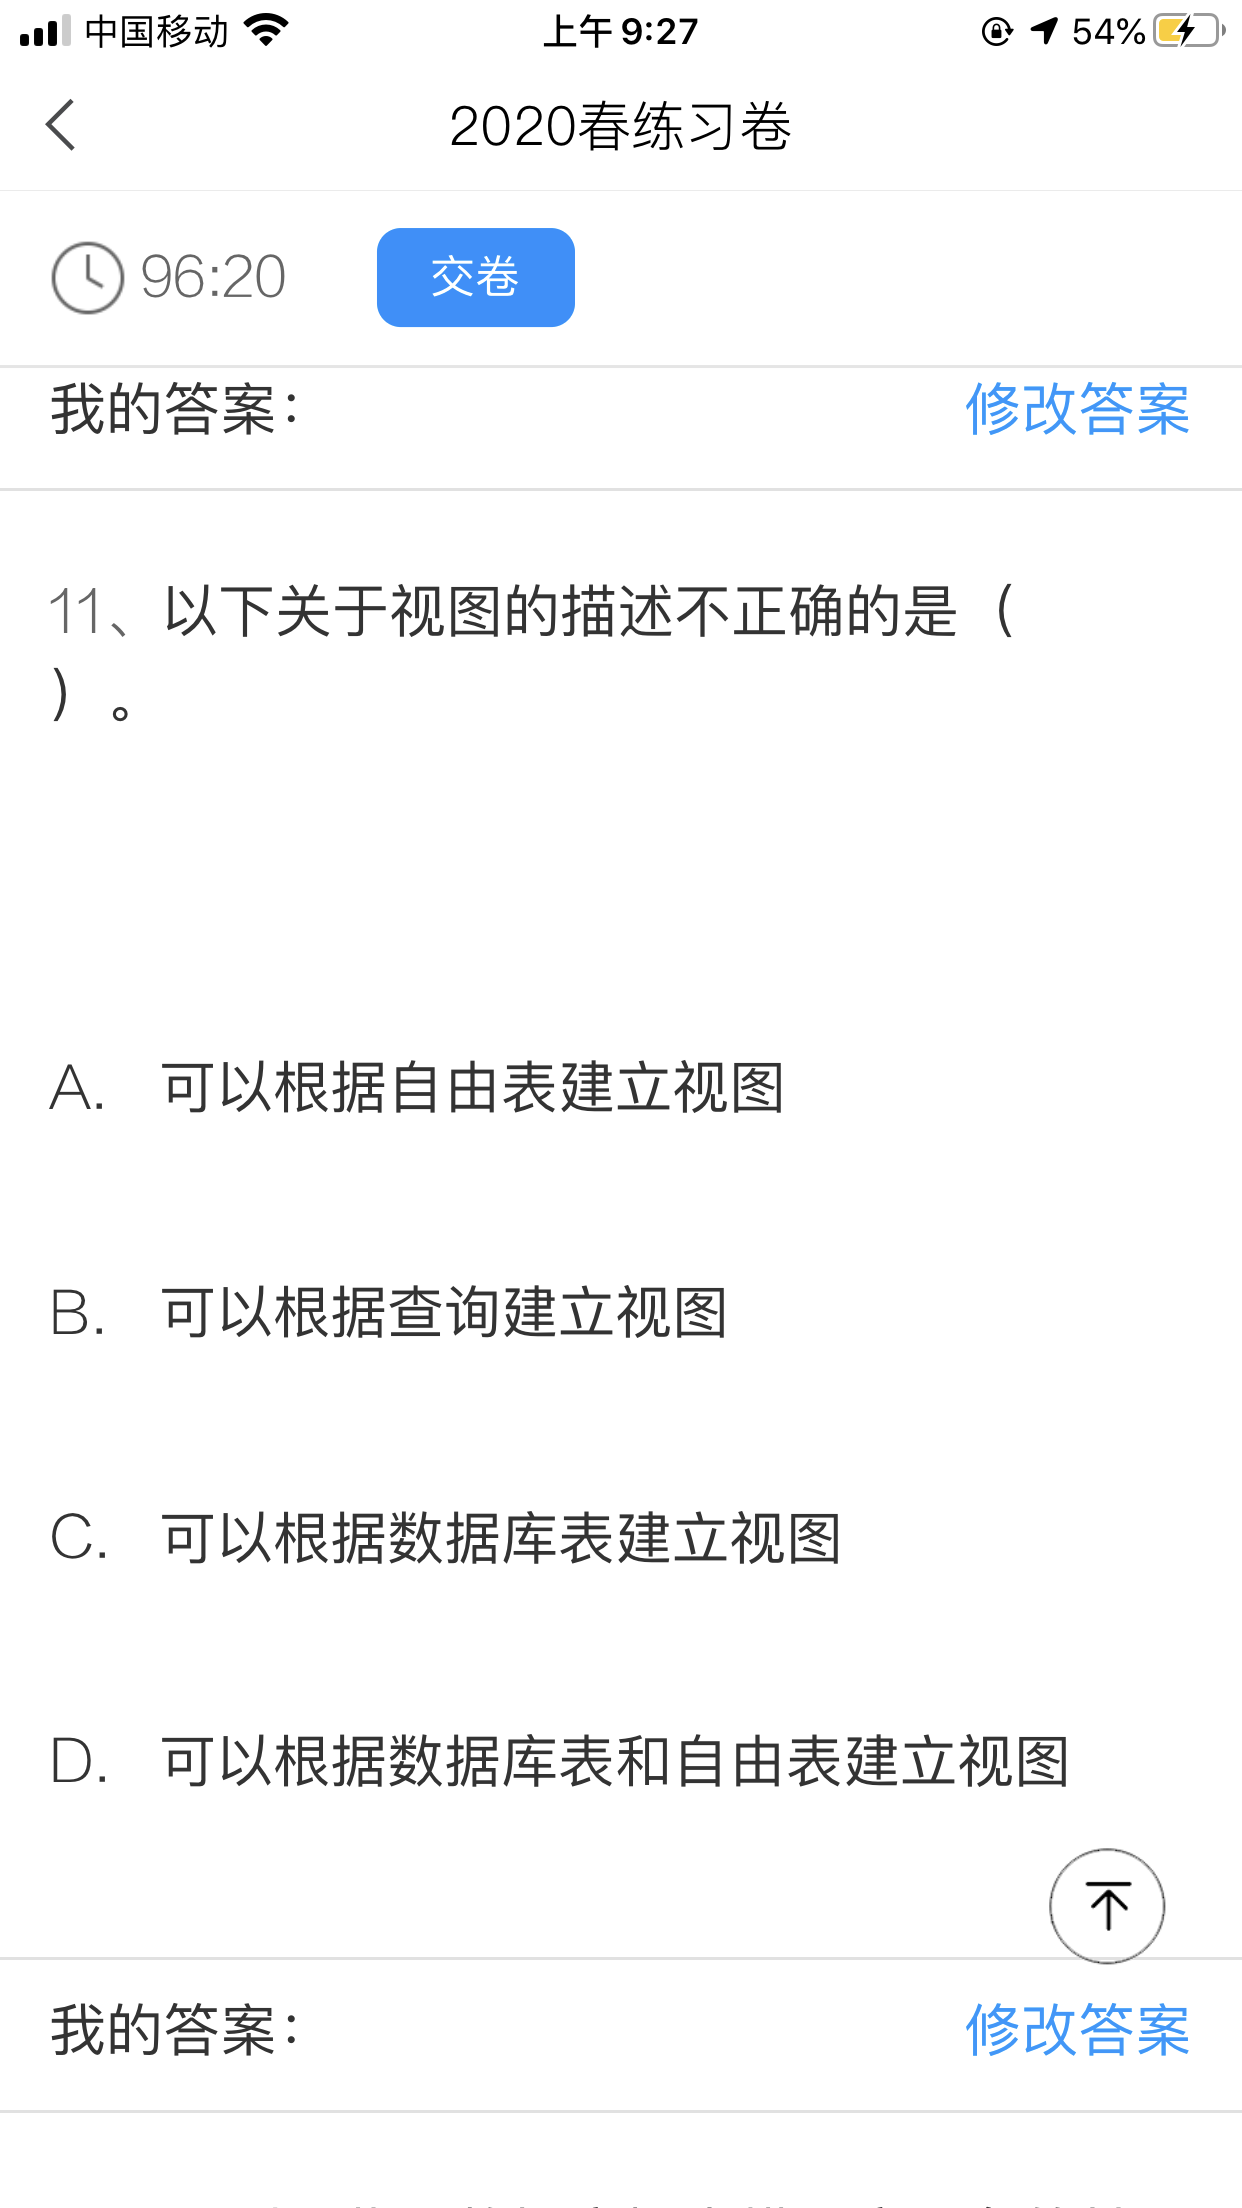 中国移动 上午 9:27 54%
2020春练习卷
96:20 交卷
我的答案： 修改答案
11、以下关于视图的描述不正确的是（
）。
A. 可以根据自由表建立视图
B. 可以根据查询建立视图
C. 可以根据数据库表建立视图
D. 可以根据数据库表和自由表建立视图
我的答案： 修改答案